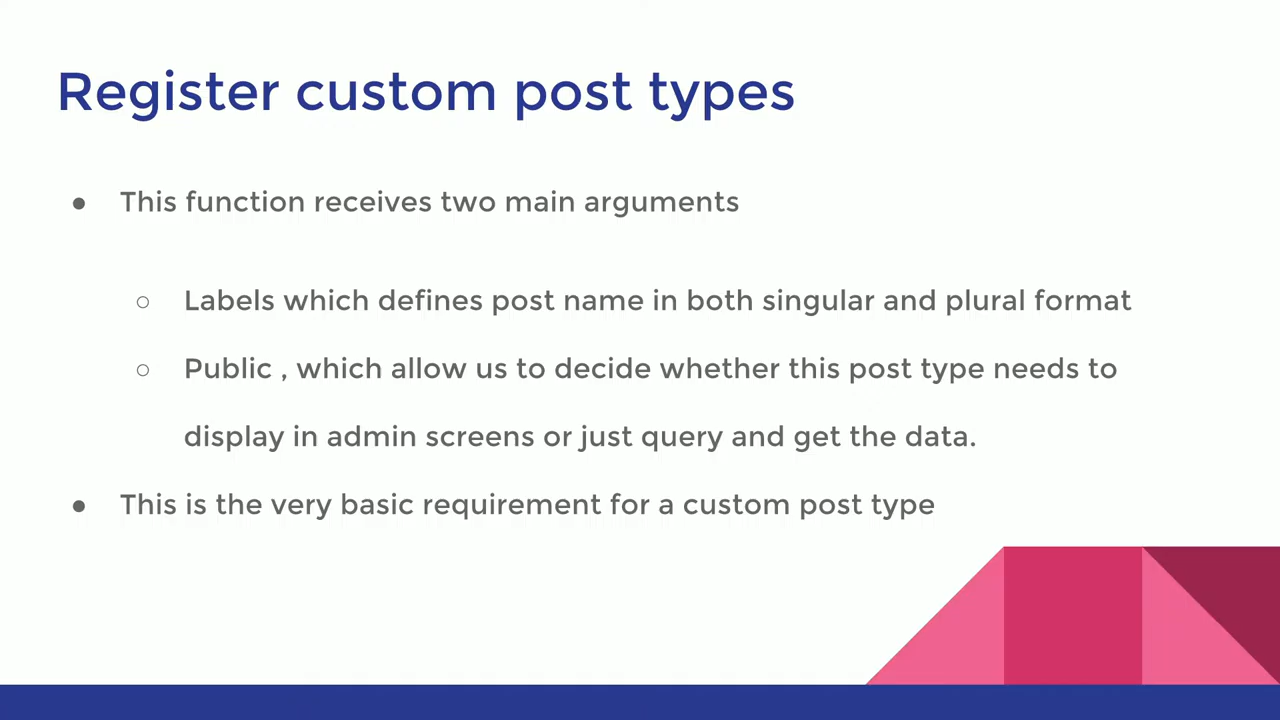 Register custom post types
● This function receives two main arguments
○ Labels which defines post name in both singular and plural format
○ Public , which allow us to decide whether this post type needs to
display in admin screens or just query and get the data.
● This is the very basic requirement for a custom post type